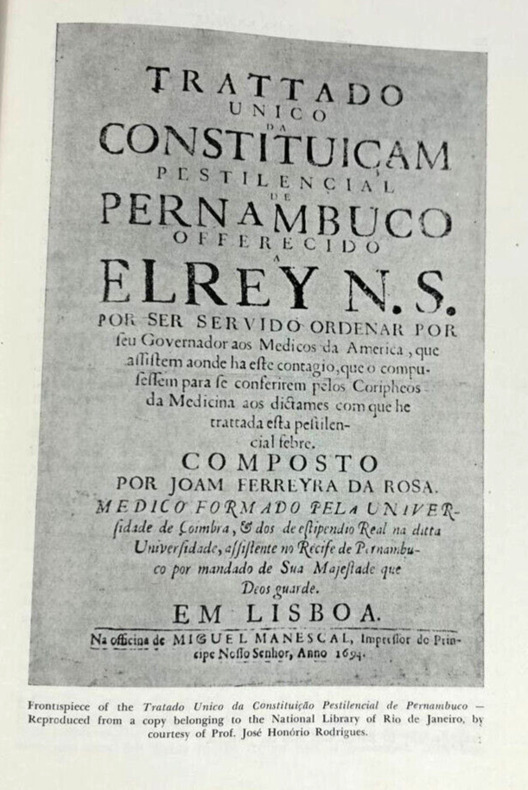 TRATTADO
UNICO
DA
CONSTITUIÇAM
PESTILENCIAL
DE
PERNAMBUCO
OFFERECIDO
A
ELREY N.S.
POR SER SERVIDO ORDENAR POR
ſeu Governador aos Medicos da America, que
aſſiſtem aonde ha eſte contagio, que o compu-
ſeſſem para ſe conferirem pelos Coripheos
da Medicina aos dictames com que he
trattada eſta peſtilen-
cial febre.
COMPOSTO
POR JOAM FERREYRA DA ROSA.
MEDICO FORMADO PELA UNIVER-
ſidade de Coimbra, & dos de eſtipendio Real na ditta
Univerſidade, aſſiſtente no Recife de Pernambu-
co por mandado de Sua Majeſtade que
Deos guarde.
EM LISBOA.
Na officina de MIGUEL MANESCAL, Impreſſor do Prin-
cipe Noſſo Senhor, Anno 1694.
Frontispiece of the Tratado Unico da Constituição Pestilencial de Pernambuco —
Reproduced from a copy belonging to the National Library of Rio de Janeiro, by
courtesy of Prof. José Honório Rodrigues.